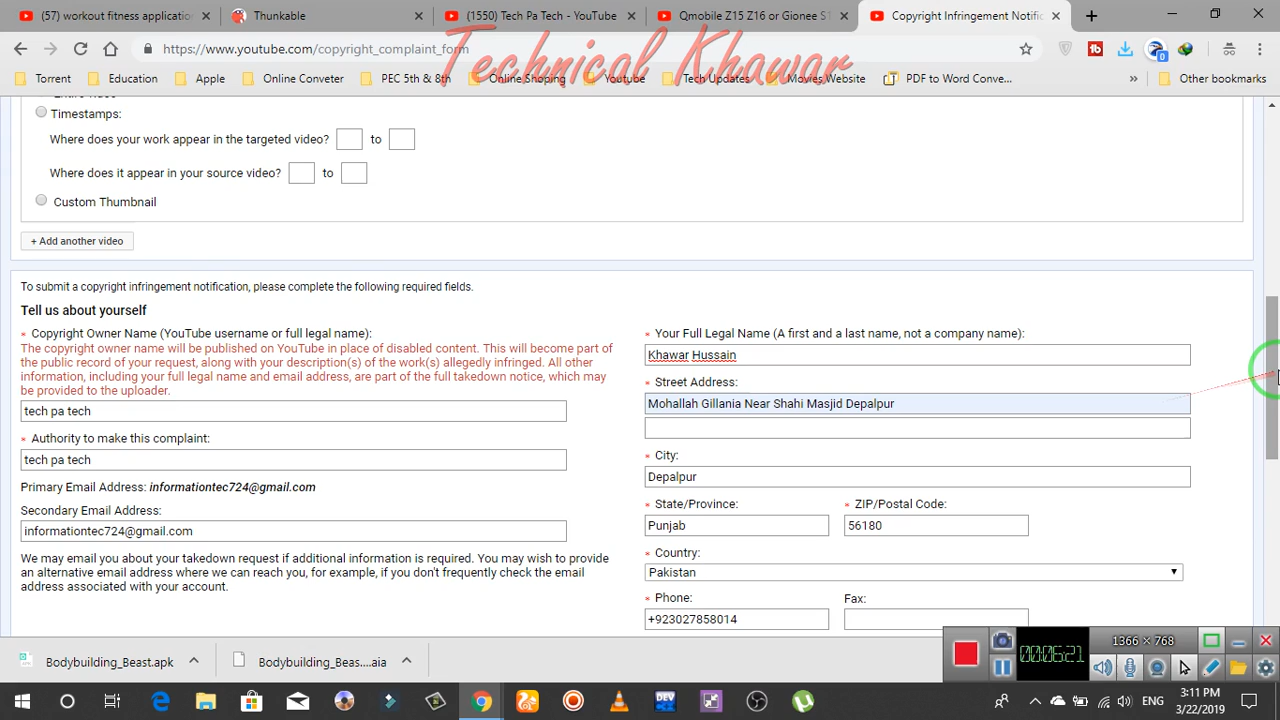 (57) workout fitness applicatio
Thunkable
(1550) Tech Pa Tech - YouTube
Qmobile Z15 Z16 or Gionee S1
Copyright Infringement Notific
https://www.youtube.com/copyright_complaint_form
Technical Khawar
Torrent
Education
Apple
Online Conveter
PEC 5th & 8th
Online Shoping
Youtube
Tech Updates
Movies Website
PDF to Word Conve...
Other bookmarks
Timestamps:
Where does your work appear in the targeted video? to
Where does it appear in your source video? to
Custom Thumbnail
+ Add another video
To submit a copyright infringement notification, please complete the following required fields.
Tell us about yourself
* Copyright Owner Name (YouTube username or full legal name):
The copyright owner name will be published on YouTube in place of disabled content. This will become part
of the public record of your request, along with your description(s) of the work(s) allegedly infringed. All other
information, including your full legal name and email address, are part of the full takedown notice, which may
be provided to the uploader.
tech pa tech
* Authority to make this complaint:
tech pa tech
Primary Email Address: informationtec724@gmail.com
Secondary Email Address:
informationtec724@gmail.com
We may email you about your takedown request if additional information is required. You may wish to provide
an alternative email address where we can reach you, for example, if you don't frequently check the email
address associated with your account.
* Your Full Legal Name (A first and a last name, not a company name):
Khawar Hussain
* Street Address:
Mohallah Gillania Near Shahi Masjid Depalpur
* City:
Depalpur
* State/Province: * ZIP/Postal Code:
Punjab 56180
* Country:
Pakistan
* Phone: Fax:
+923027858014
00:06:21
1366 × 768
Bodybuilding_Beast.apk
Bodybuilding_Beas....aia
DEV
ENG
3:11 PM
3/22/2019